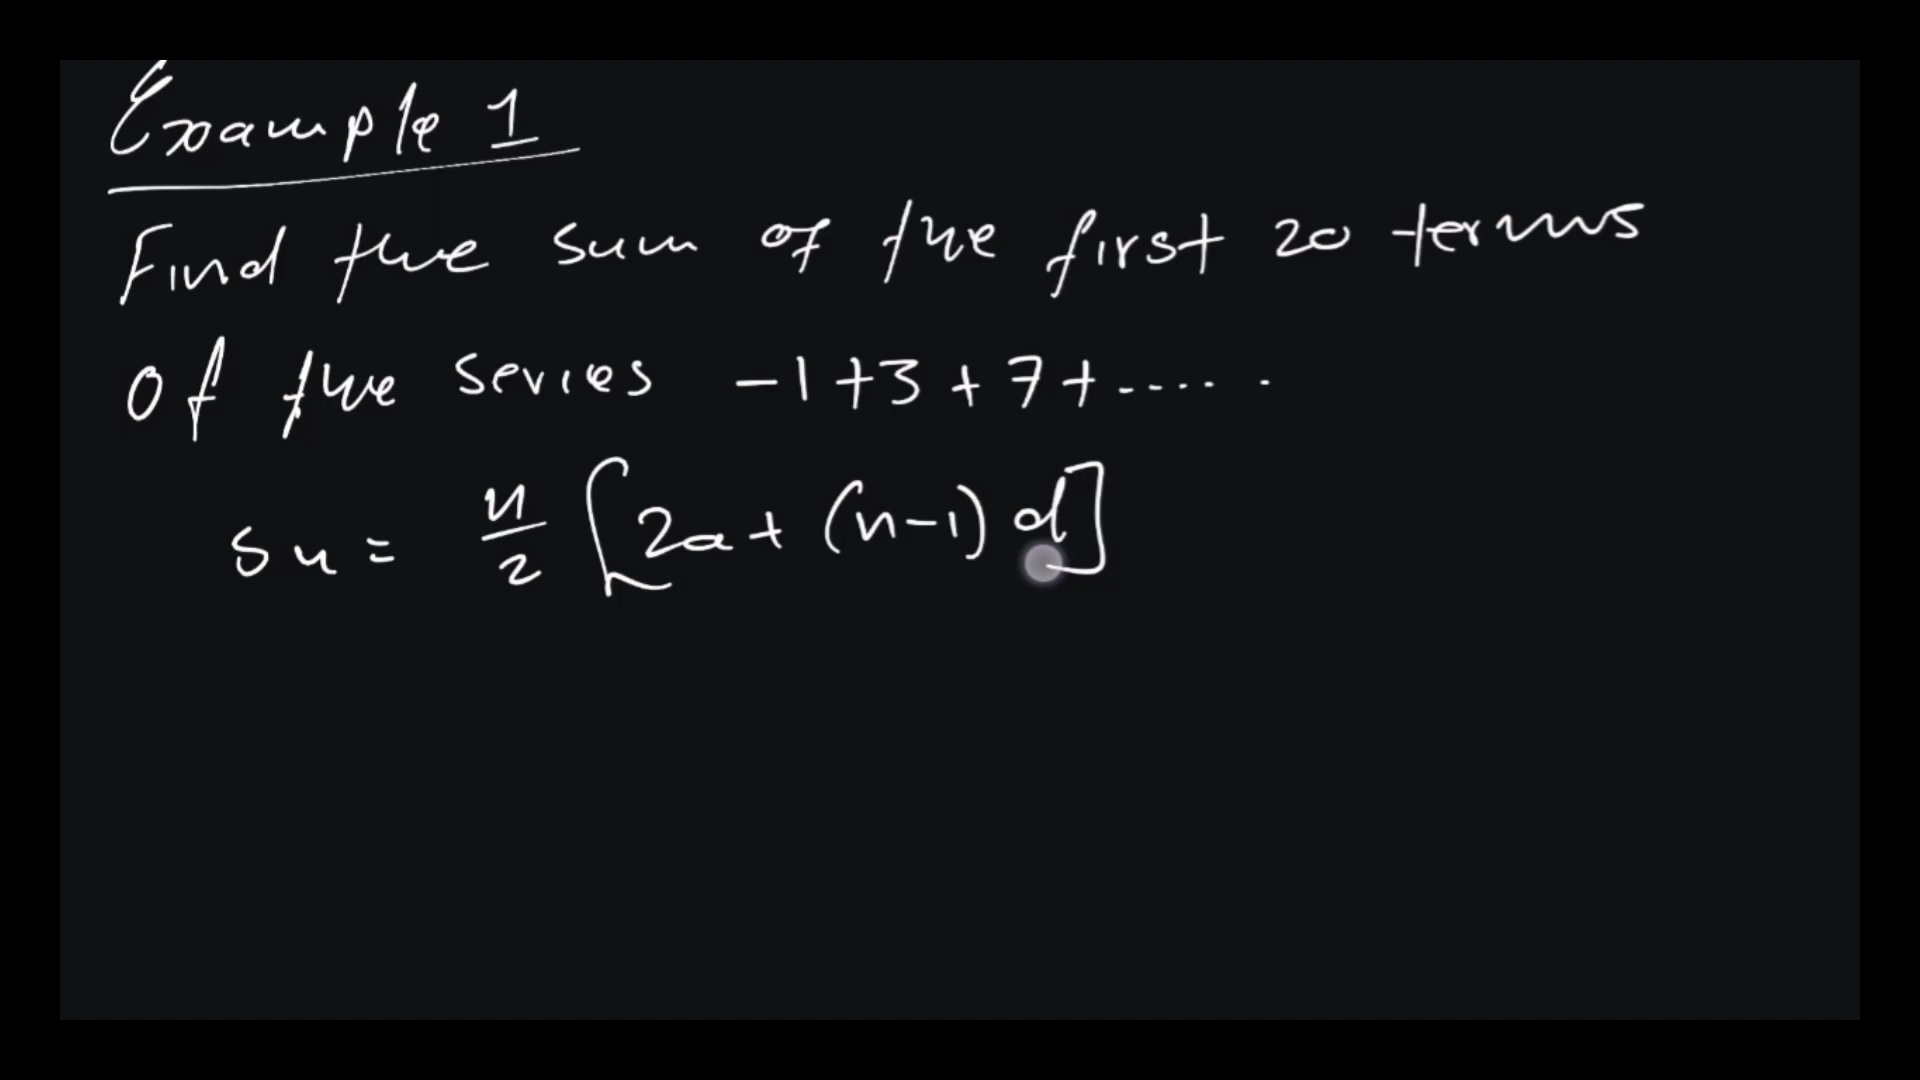 Example 1
Find the sum of the first 20 terms
Of the series -1+3+7+..... .
Sn = n/2 [2a+(n-1)d]